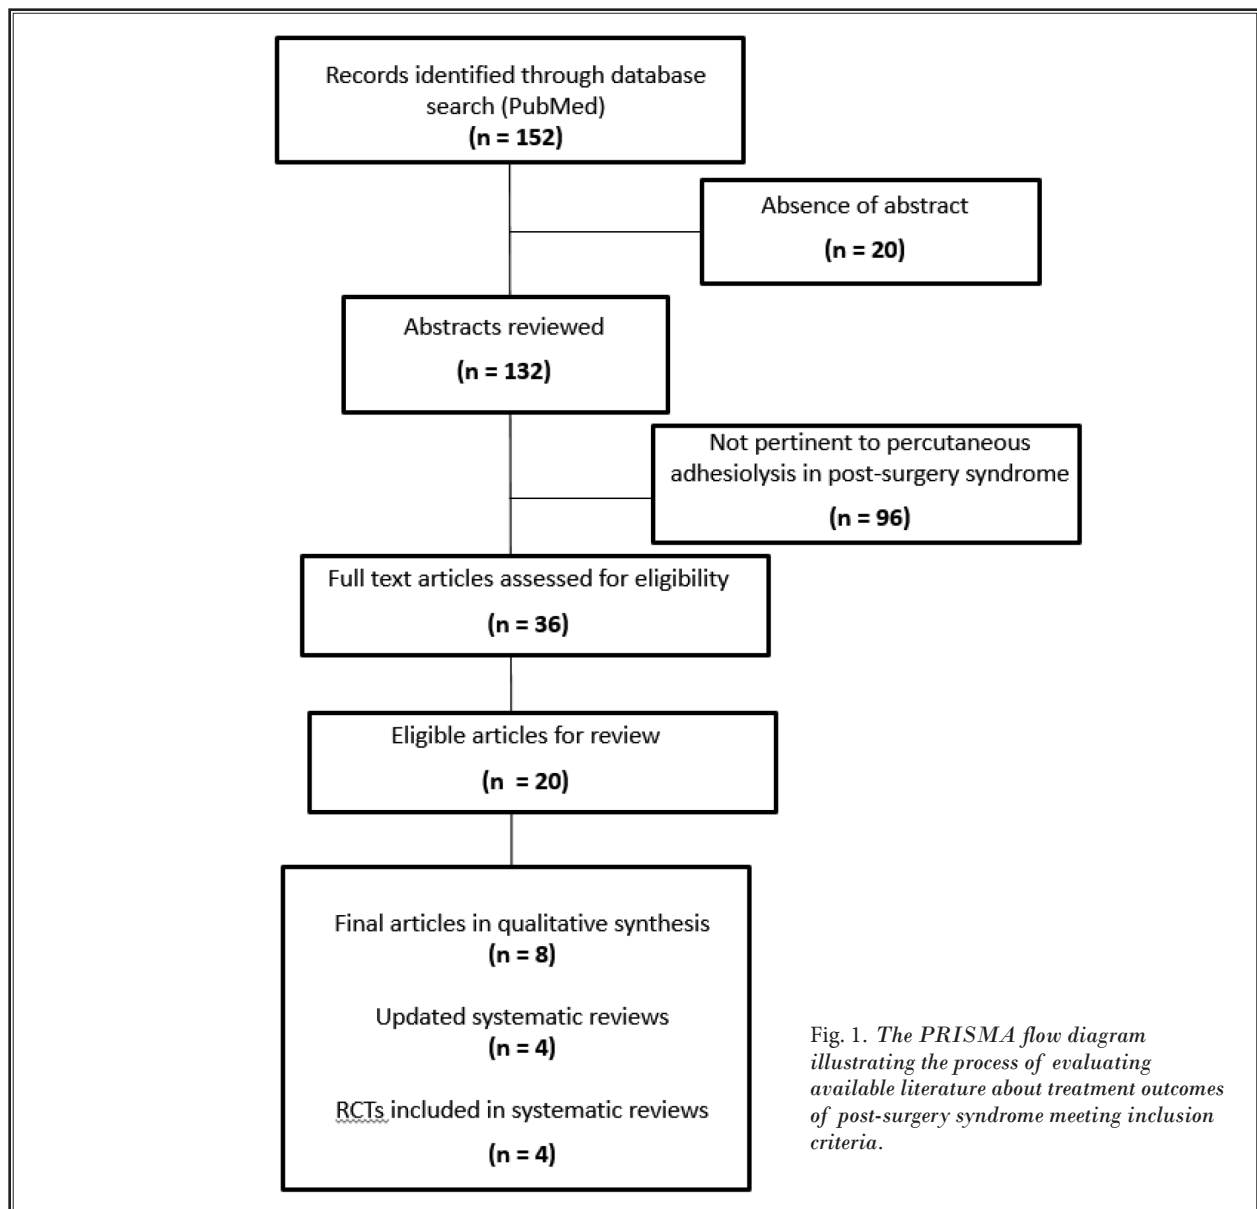 Records identified through database
search (PubMed)
(n = 152)
Absence of abstract
(n = 20)
Abstracts reviewed
(n = 132)
Not pertinent to percutaneous
adhesiolysis in post-surgery syndrome
(n = 96)
Full text articles assessed for eligibility
(n = 36)
Eligible articles for review
(n = 20)
Final articles in qualitative synthesis
(n = 8)
Updated systematic reviews
(n = 4)
RCTs included in systematic reviews
(n = 4)
Fig. 1. The PRISMA flow diagram
illustrating the process of evaluating
available literature about treatment outcomes
of post-surgery syndrome meeting inclusion
criteria.